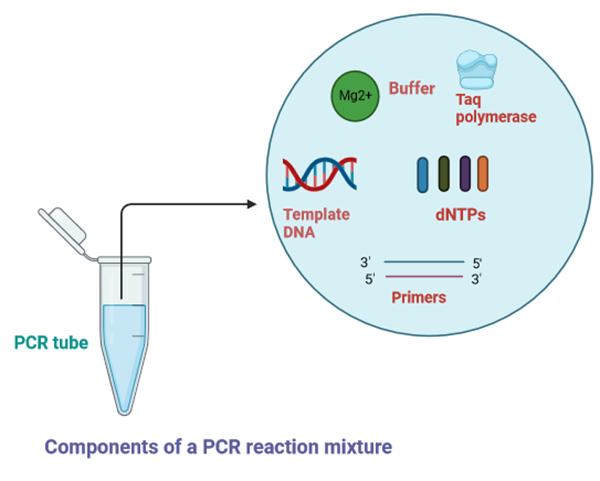 Mg2+
Buffer
Taq
polymerase
Template
DNA
dNTPs
3' 5'
5' 3'
Primers
PCR tube
Components of a PCR reaction mixture